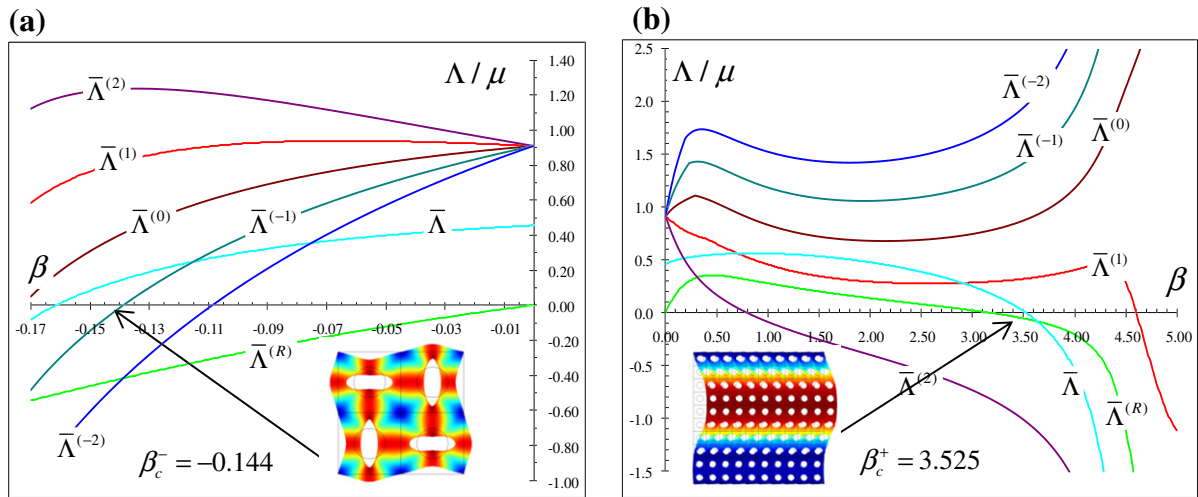 (a)
Λ / μ
1.40
1.20
1.00
0.80
0.60
0.40
0.20
0.00
-0.20
-0.40
-0.60
-0.80
-1.00
Λ̅⁽²⁾
Λ̅⁽¹⁾
Λ̅⁽⁰⁾
Λ̅⁽⁻¹⁾
Λ̅
β
-0.17 -0.15 -0.13 -0.11 -0.09 -0.07 -0.05 -0.03 -0.01
Λ̅⁽ᴿ⁾
Λ̅⁽⁻²⁾
β_c⁻ = −0.144
(b)
Λ / μ
2.5
2.0
1.5
1.0
0.5
0.0
-0.5
-1.0
-1.5
Λ̅⁽⁻²⁾
Λ̅⁽⁻¹⁾
Λ̅⁽⁰⁾
Λ̅⁽¹⁾
β
0.00 0.50 1.00 1.50 2.00 2.50 3.00 3.50 4.00 4.50 5.00
Λ̅⁽²⁾
Λ̅
Λ̅⁽ᴿ⁾
β_c⁺ = 3.525